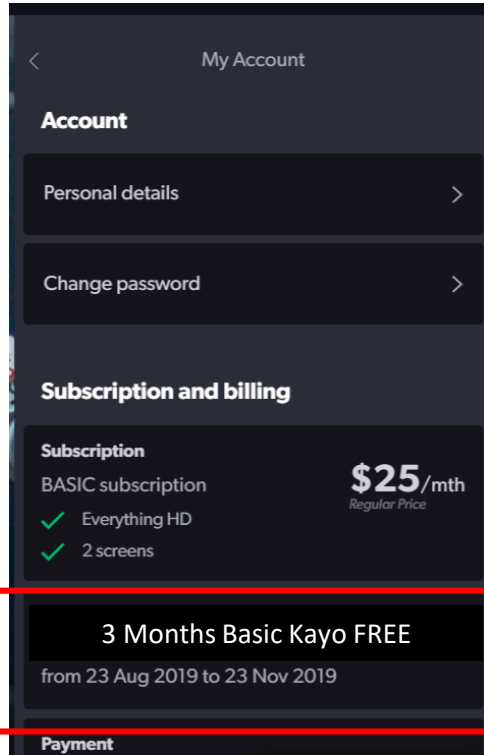 My Account
Account
Personal details
Change password
Subscription and billing
Subscription
BASIC subscription
$25/mth
Regular Price
Everything HD
2 screens
3 Months Basic Kayo FREE
from 23 Aug 2019 to 23 Nov 2019
Payment